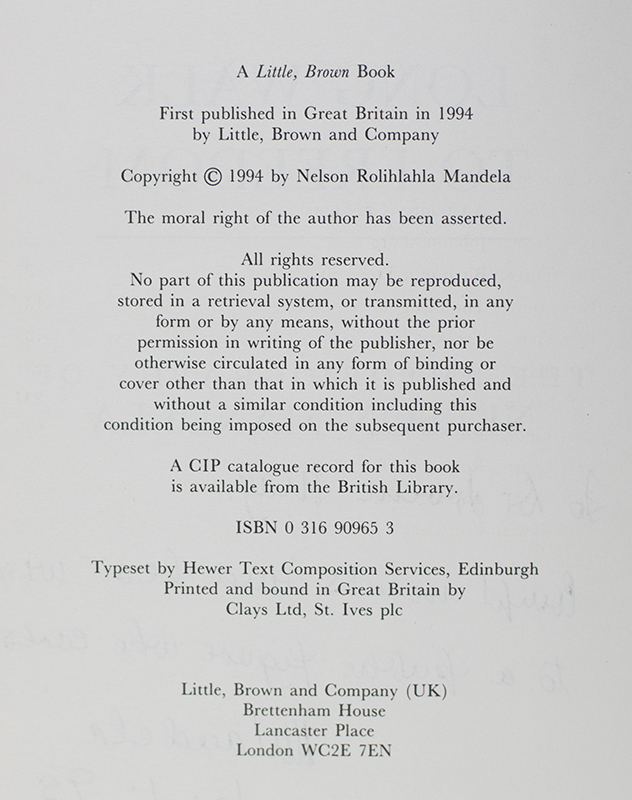 A Little, Brown Book
First published in Great Britain in 1994
by Little, Brown and Company
Copyright © 1994 by Nelson Rolihlahla Mandela
The moral right of the author has been asserted.
All rights reserved.
No part of this publication may be reproduced,
stored in a retrieval system, or transmitted, in any
form or by any means, without the prior
permission in writing of the publisher, nor be
otherwise circulated in any form of binding or
cover other than that in which it is published and
without a similar condition including this
condition being imposed on the subsequent purchaser.
A CIP catalogue record for this book
is available from the British Library.
ISBN 0 316 90965 3
Typeset by Hewer Text Composition Services, Edinburgh
Printed and bound in Great Britain by
Clays Ltd, St. Ives plc
Little, Brown and Company (UK)
Brettenham House
Lancaster Place
London WC2E 7EN